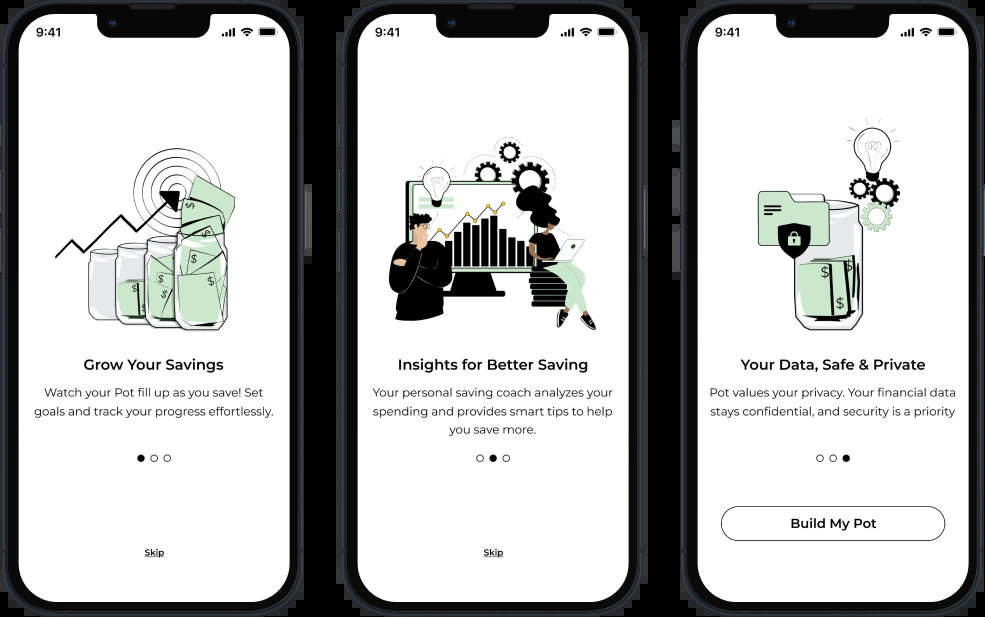 9:41
Grow Your Savings
Watch your Pot fill up as you save! Set
goals and track your progress effortlessly.
Skip
9:41
Insights for Better Saving
Your personal saving coach analyzes your
spending and provides smart tips to help
you save more.
Skip
9:41
Your Data, Safe & Private
Pot values your privacy. Your financial data
stays confidential, and security is a priority
Build My Pot